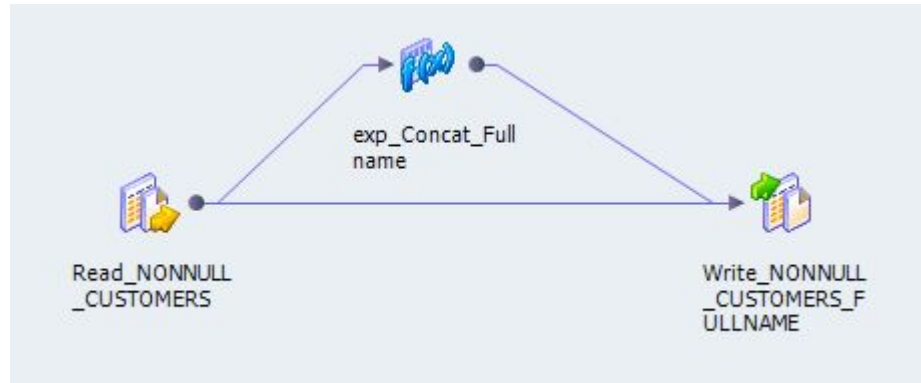 f(x)
exp_Concat_Full
name
Read_NONNULL
_CUSTOMERS
Write_NONNULL
_CUSTOMERS_F
ULLNAME